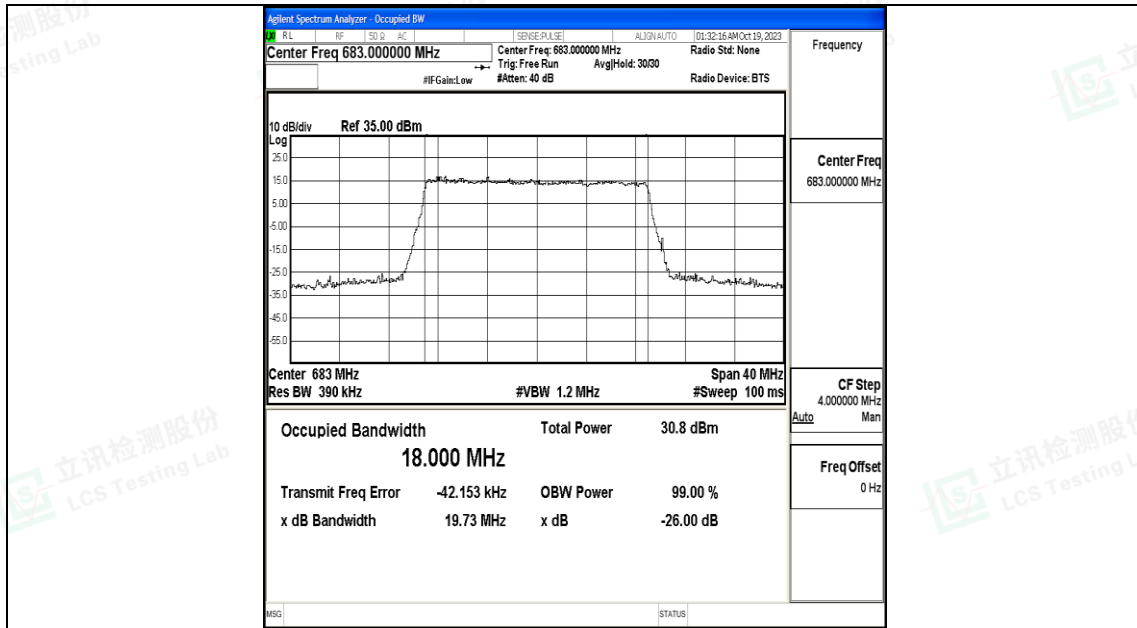 Agilent Spectrum Analyzer - Occupied BW
RL RF 50 Ω AC SENSE:PULSE ALIGNAUTO 01:32:16 AM Oct 19, 2023
Center Freq 683.000000 MHz
Center Freq: 683.000000 MHz
Radio Std: None
Trig: Free Run Avg|Hold: 30/30
#IFGain:Low #Atten: 40 dB Radio Device: BTS
Frequency
10 dB/div Ref 35.00 dBm
Log
25.0
15.0
5.00
-5.00
-15.0
-25.0
-35.0
-45.0
-55.0
Center 683 MHz Span 40 MHz
Res BW 390 kHz #VBW 1.2 MHz #Sweep 100 ms
Occupied Bandwidth Total Power 30.8 dBm
18.000 MHz
Transmit Freq Error -42.153 kHz OBW Power 99.00 %
x dB Bandwidth 19.73 MHz x dB -26.00 dB
Center Freq
683.000000 MHz
CF Step
4.000000 MHz
Auto Man
Freq Offset
0 Hz
MSG STATUS
立讯检测股份
LCS Testing Lab
立讯检测股份
LCS Testing L